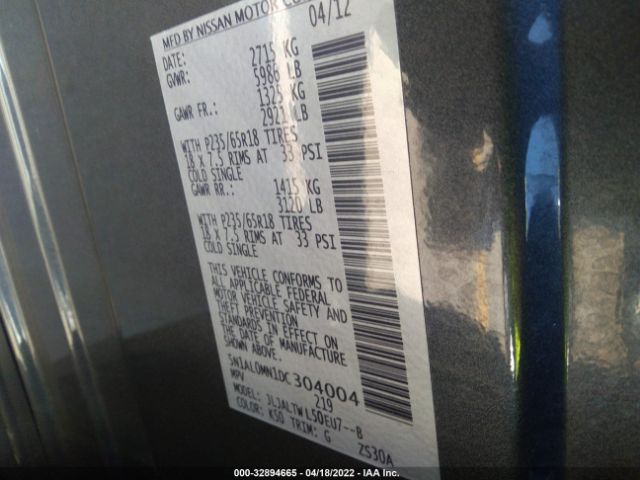 MFD BY NISSAN MOTOR CO
DATE: 04/12
GVWR: 2715 KG
5986 LB
GAWR FR.: 1325 KG
2921 LB
WITH P235/65R18 TIRES
18 X 7.5 RIMS AT 33 PSI
COLD SINGLE
GAWR RR.: 1415 KG
3120 LB
WITH P235/65R18 TIRES
18 X 7.5 RIMS AT 33 PSI
COLD SINGLE
THIS VEHICLE CONFORMS TO
ALL APPLICABLE FEDERAL
MOTOR VEHICLE SAFETY AND
THEFT PREVENTION
STANDARDS IN EFFECT ON
THE DATE OF MANUFACTURE
SHOWN ABOVE.
5N1AL0MN1DC304004
MPV 219
MODEL: JLJALTWL50EU7--B
COLOR: K50 TRIM: G ZS30A
000-32894665 - 04/18/2022 - IAA Inc.